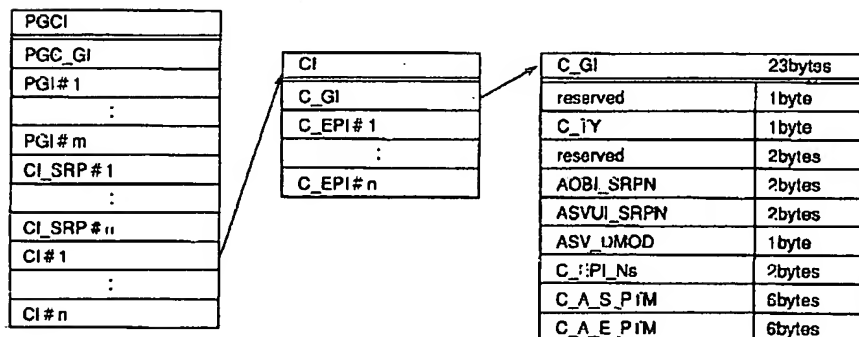 PGCI
PGC_GI
PGI#1
:
PGI#m
CI_SRP#1
:
CI_SRP#n
CI#1
:
CI#n
CI
C_GI
C_EPI#1
:
C_EPI#n
C_GI 23bytes
reserved 1byte
C_TY 1byte
reserved 2bytes
AOBI_SRPN 2bytes
ASVUI_SRPN 2bytes
ASV_DMOD 1byte
C_EPI_Ns 2bytes
C_A_S_PTM 6bytes
C_A_E_PTM 6bytes